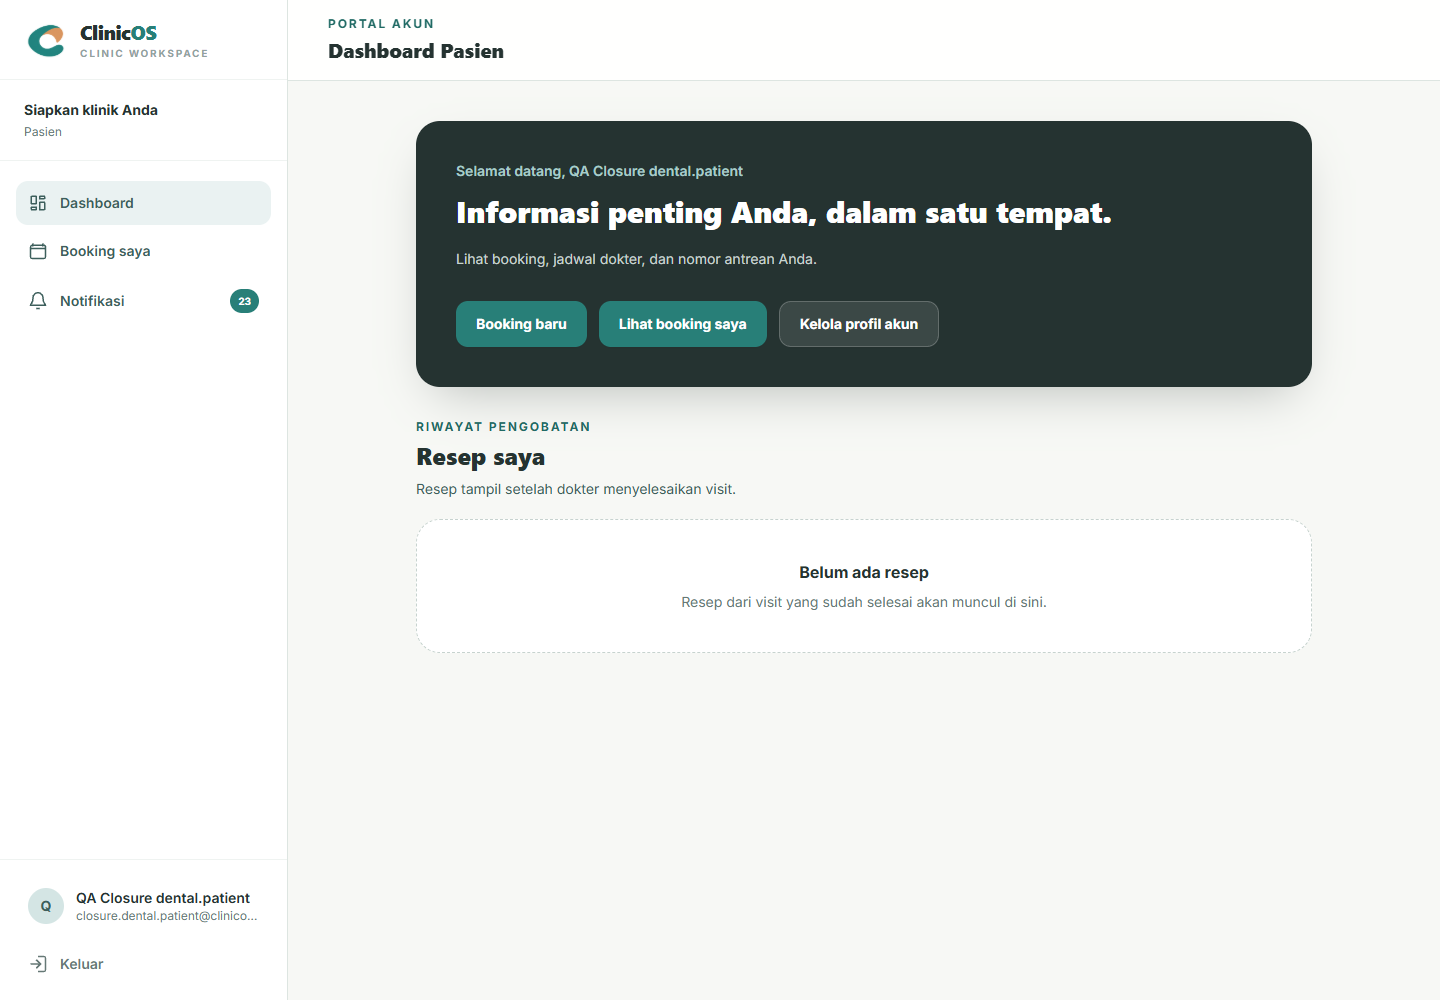 ClinicOS
CLINIC WORKSPACE
Siapkan klinik Anda
Pasien
Dashboard
Booking saya
Notifikasi 23
Q
QA Closure dental.patient
closure.dental.patient@clinico...
Keluar
PORTAL AKUN
Dashboard Pasien
Selamat datang, QA Closure dental.patient
Informasi penting Anda, dalam satu tempat.
Lihat booking, jadwal dokter, dan nomor antrean Anda.
Booking baru Lihat booking saya Kelola profil akun
RIWAYAT PENGOBATAN
Resep saya
Resep tampil setelah dokter menyelesaikan visit.
Belum ada resep
Resep dari visit yang sudah selesai akan muncul di sini.